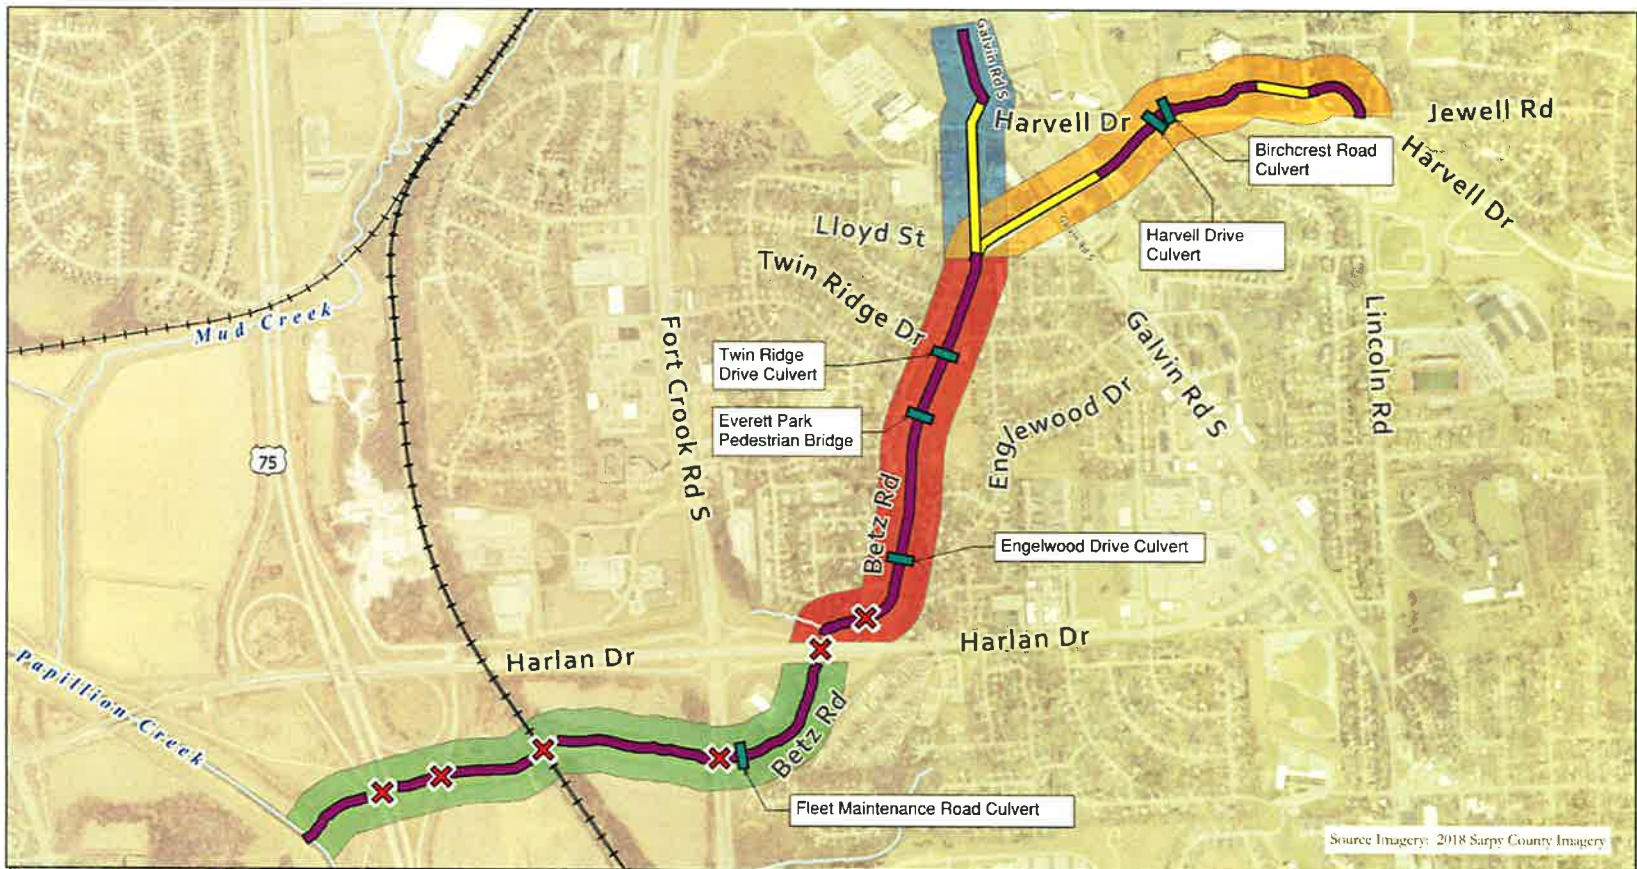 Galvin Rd S
Harvell Dr
Jewell Rd
Birchcrest Road
Culvert
Harvell Dr
Harvell Drive
Culvert
Lloyd St
Galvin Rd S
Twin Ridge Dr
Mud Creek
Fort Crook Rd S
Galvin Rd S
Lincoln Rd
Twin Ridge
Drive Culvert
Everett Park
Pedestrian Bridge
Englewood Dr
75
Betz Rd
Engelwood Drive Culvert
Harlan Dr
Harlan Dr
Papillion Creek
Betz Rd
Fleet Maintenance Road Culvert
Source Imagery: 2018 Sarpy County Imagery